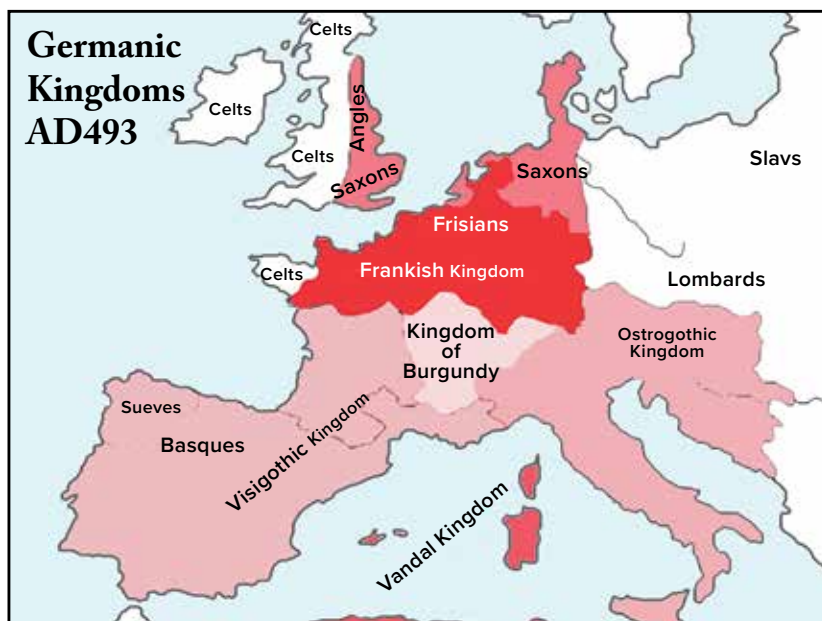 Germanic
Kingdoms
AD493
Celts
Celts
Angles
Celts
Saxons
Saxons
Slavs
Frisians
Celts
Frankish Kingdom
Lombards
Kingdom
of
Burgundy
Ostrogothic
Kingdom
Sueves
Basques
Visigothic Kingdom
Vandal Kingdom